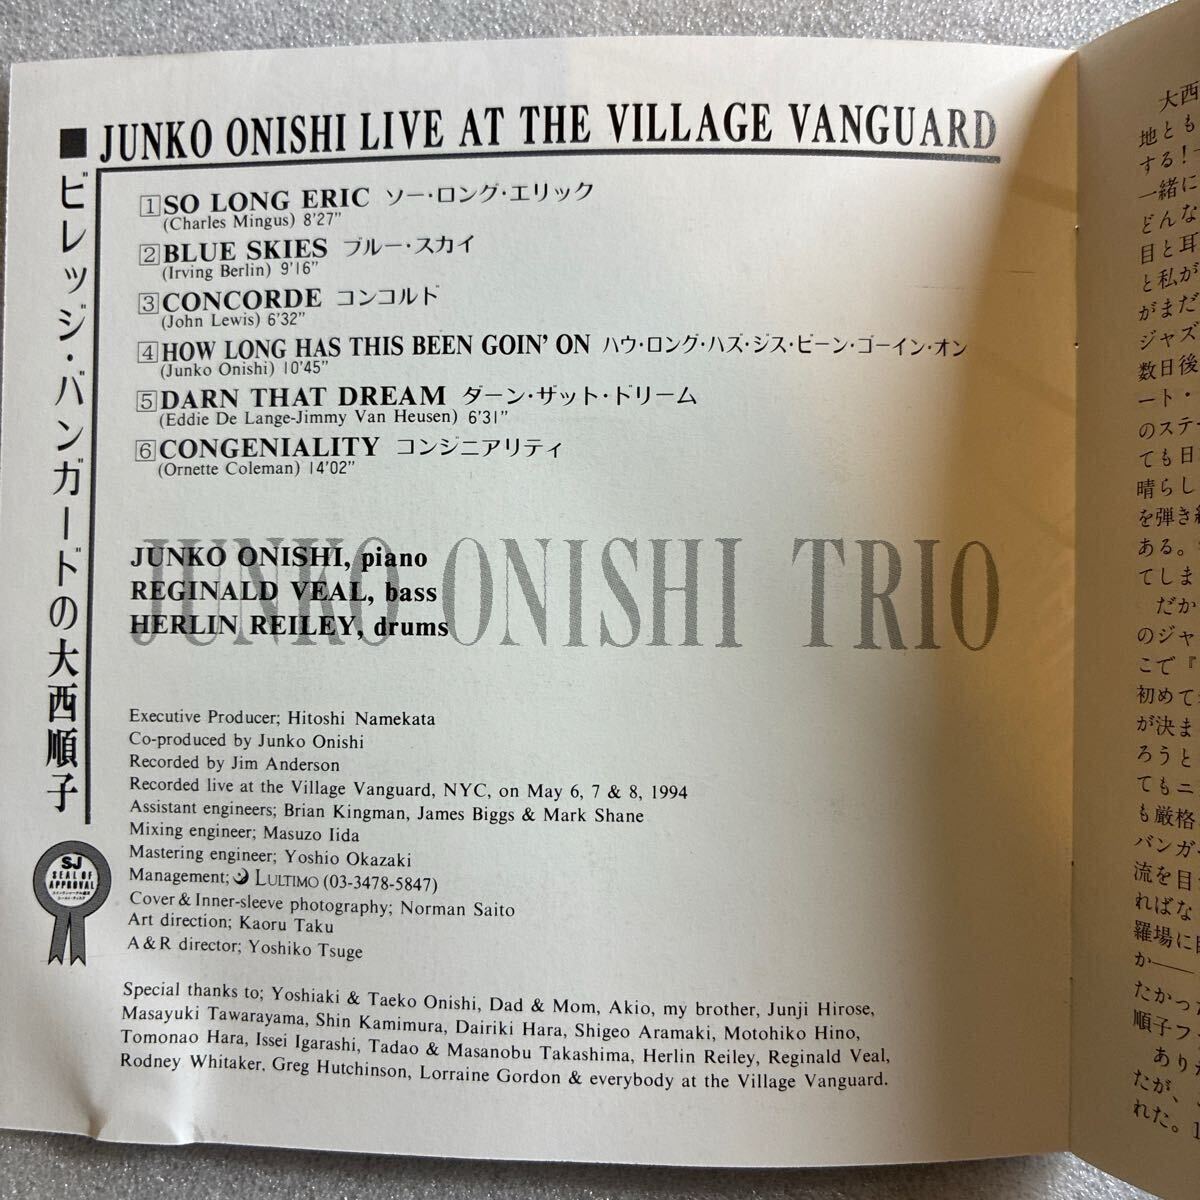 ■JUNKO ONISHI LIVE AT THE VILLAGE VANGUARD
ビレッジ・バンガードの大西順子
1 SO LONG ERIC ソー・ロング・エリック
(Charles Mingus) 8'27"
2 BLUE SKIES ブルー・スカイ
(Irving Berlin) 9'16"
3 CONCORDE コンコルド
(John Lewis) 6'32"
4 HOW LONG HAS THIS BEEN GOIN' ON ハウ・ロング・ハズ・ジス・ビーン・ゴーイン・オン
(Junko Onishi) 10'45"
5 DARN THAT DREAM ダーン・ザット・ドリーム
(Eddie De Lange-Jimmy Van Heusen) 6'31"
6 CONGENIALITY コンジニアリティ
(Ornette Coleman) 14'02"
JUNKO ONISHI TRIO
JUNKO ONISHI, piano
REGINALD VEAL, bass
HERLIN REILEY, drums
Executive Producer; Hitoshi Namekata
Co-produced by Junko Onishi
Recorded by Jim Anderson
Recorded live at the Village Vanguard, NYC, on May 6, 7 & 8, 1994
Assistant engineers; Brian Kingman, James Biggs & Mark Shane
Mixing engineer; Masuzo Iida
Mastering engineer; Yoshio Okazaki
Management; LULTIMO (03-3478-5847)
Cover & Inner-sleeve photography; Norman Saito
Art direction; Kaoru Taku
A & R director; Yoshiko Tsuge
SJ
SEAL OF
APPROVAL
Special thanks to; Yoshiaki & Taeko Onishi, Dad & Mom, Akio, my brother, Junji Hirose,
Masayuki Tawarayama, Shin Kamimura, Dairiki Hara, Shigeo Aramaki, Motohiko Hino,
Tomonao Hara, Issei Igarashi, Tadao & Masanobu Takashima, Herlin Reiley, Reginald Veal,
Rodney Whitaker, Greg Hutchinson, Lorraine Gordon & everybody at the Village Vanguard.
大西
地とも
する!
一緒に
どんな
目と耳
と私が
がまだ
ジャズ
数日後
ート・
のステー
ても日
晴らし
を弾き
ある。
てしま
だか
のジャ
こで『
初めて
が決ま
ろうと
てもニ
も厳格
バンガ
流を目
ればな
羅場に
か――
たかった
順子フ
あり
たが、
れた。1